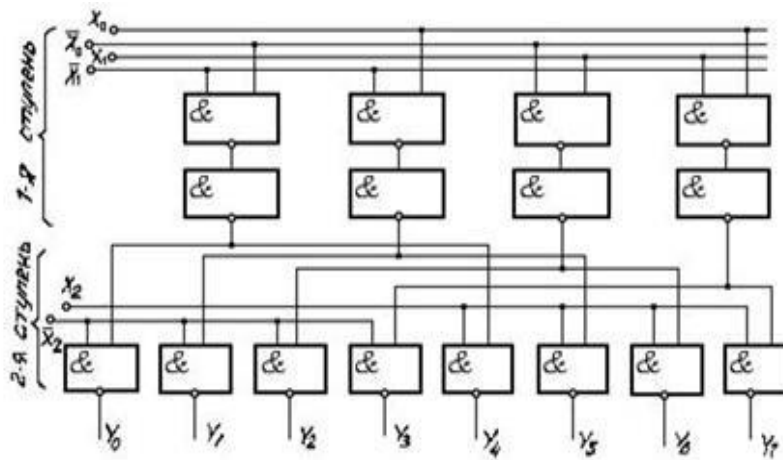 X₀
X̅₀
X₁
X̅₁
1-я ступень
& & & &
& & & &
2-я ступень
X₂
X̅₂
& & & & & & & &
Y₀ Y₁ Y₂ Y₃ Y₄ Y₅ Y₆ Y₇